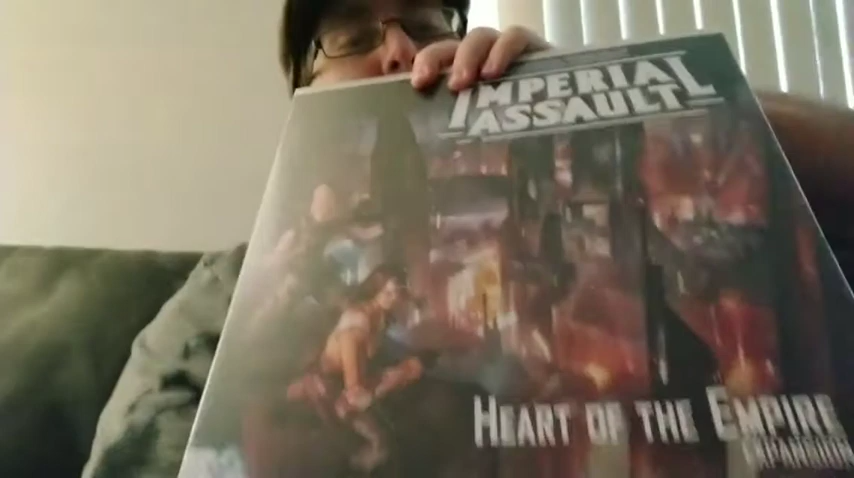 IMPERIAL
ASSAULT
HEART OF THE EMPIRE
EXPANSION